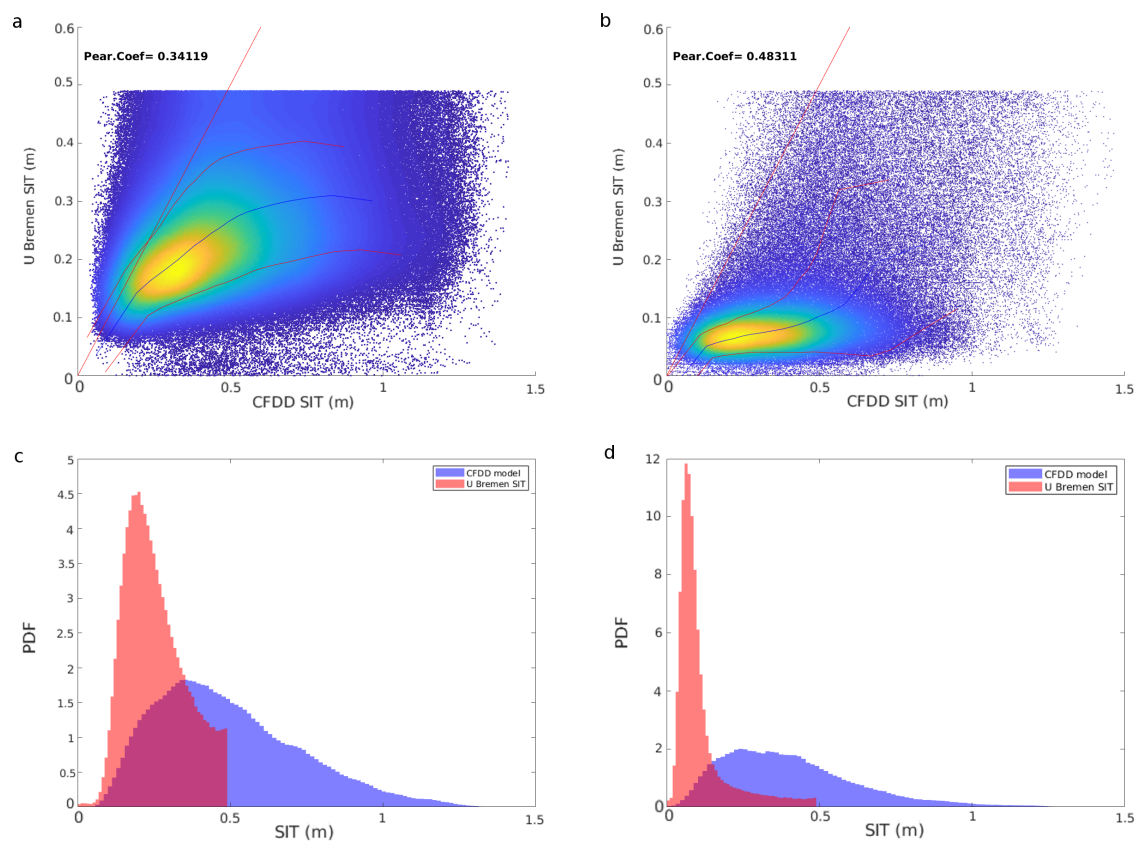 a
0.6
Pear.Coef= 0.34119
0.5
0.4
0.3
0.2
0.1
0
U Bremen SIT (m)
0
0.5
1
1.5
CFDD SIT (m)
b
0.6
Pear.Coef= 0.48311
0.5
0.4
0.3
0.2
0.1
0
U Bremen SIT (m)
0
0.5
1
1.5
CFDD SIT (m)
c
5
4.5
4
3.5
3
2.5
2
1.5
1
0.5
0
PDF
CFDD model
U Bremen SIT
0
0.5
1
1.5
SIT (m)
d
12
10
8
6
4
2
0
PDF
CFDD model
U Bremen SIT
0
0.5
1
1.5
SIT (m)